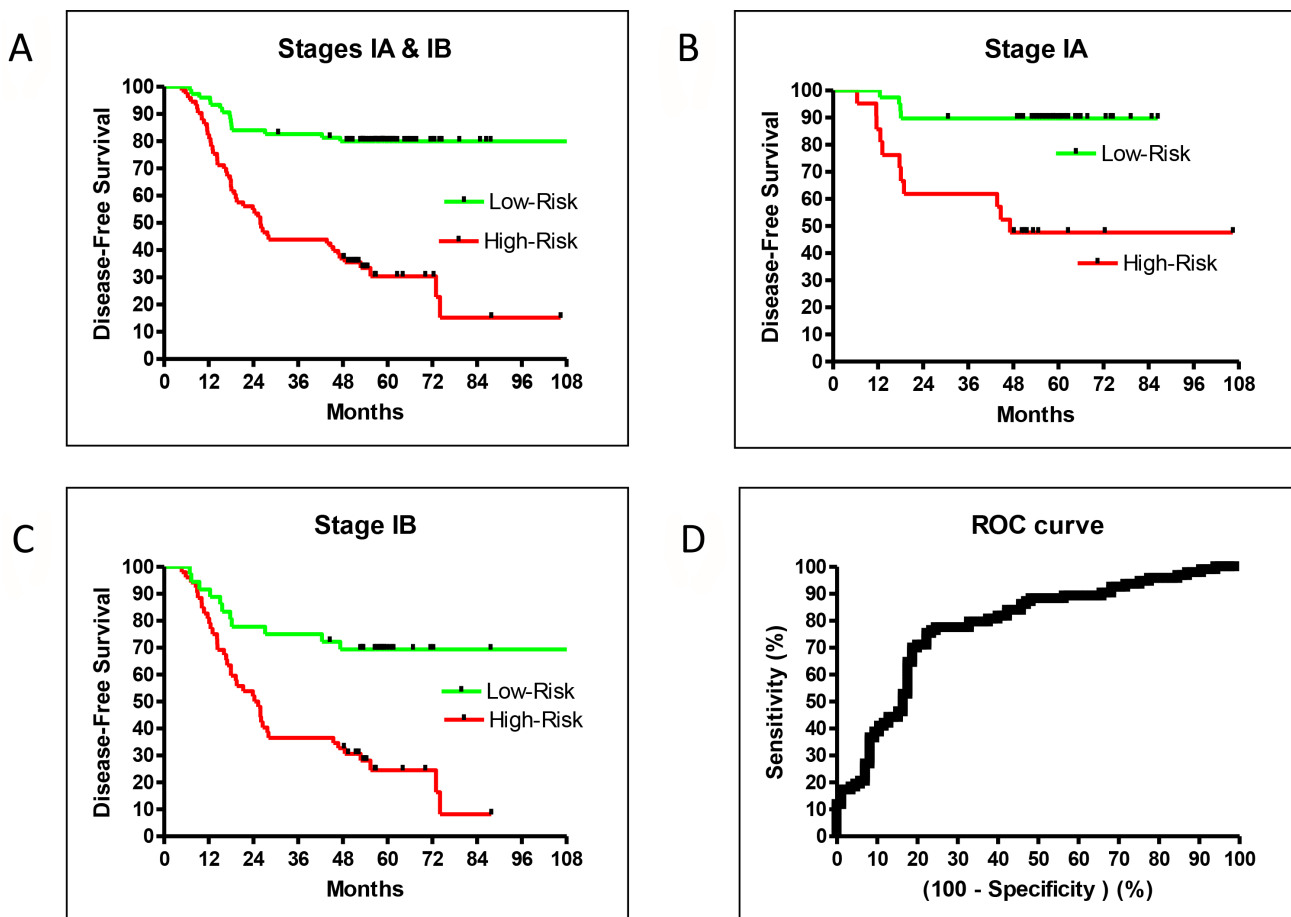 A
Stages IA & IB
Disease-Free Survival
100
90
80
70
60
50
40
30
20
10
0
Low-Risk
High-Risk
0 12 24 36 48 60 72 84 96 108
Months
B
Stage IA
Disease-Free Survival
100
90
80
70
60
50
40
30
20
10
0
Low-Risk
High-Risk
0 12 24 36 48 60 72 84 96 108
Months
C
Stage IB
Disease-Free Survival
100
90
80
70
60
50
40
30
20
10
0
Low-Risk
High-Risk
0 12 24 36 48 60 72 84 96 108
Months
D
ROC curve
Sensitivity (%)
100
90
80
70
60
50
40
30
20
10
0
0 10 20 30 40 50 60 70 80 90 100
(100 - Specificity ) (%)